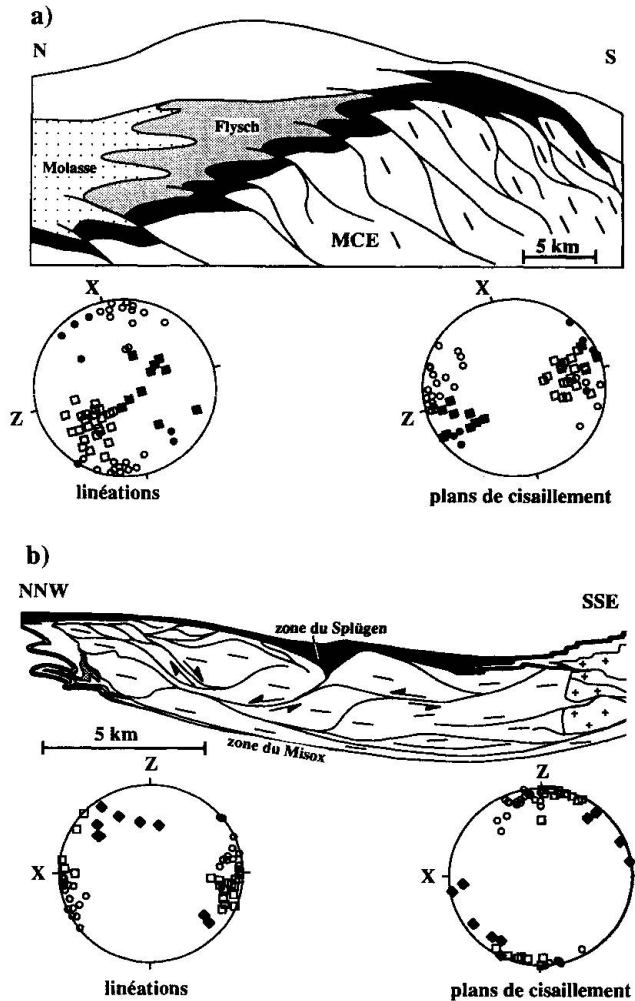 a)
N
S
Flysch
Molasse
MCE
5 km
X
X
Z
Z
linéations
plans de cisaillement
b)
NNW
SSE
zone du Splügen
5 km
zone du Misox
Z
Z
X
X
linéations
plans de cisaillement